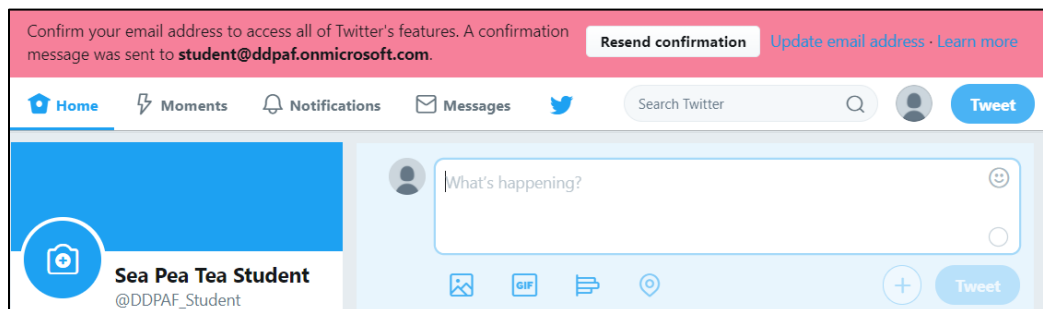 Confirm your email address to access all of Twitter's features. A confirmation
message was sent to student@ddpaf.onmicrosoft.com.
Resend confirmation
Update email address · Learn more
Home
Moments
Notifications
Messages
Search Twitter
Tweet
What's happening?
GIF
Tweet
Sea Pea Tea Student
@DDPAF_Student